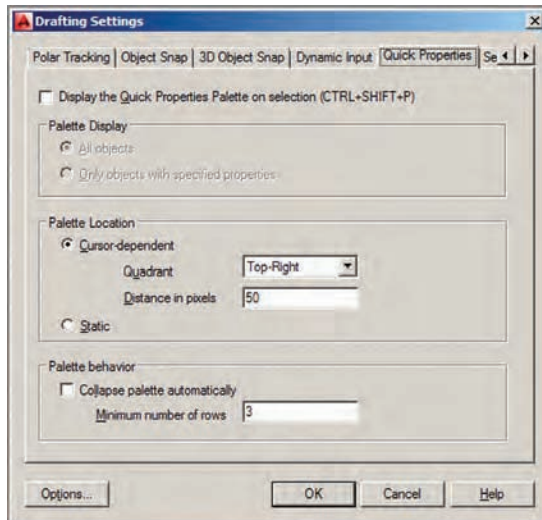 Drafting Settings
Polar Tracking Object Snap 3D Object Snap Dynamic Input Quick Properties Se
Display the Quick Properties Palette on selection (CTRL+SHIFT+P)
Palette Display
All objects
Only objects with specified properties
Palette Location
Cursor-dependent
Quadrant Top-Right
Distance in pixels 50
Static
Palette behavior
Collapse palette automatically
Minimum number of rows 3
Options... OK Cancel Help